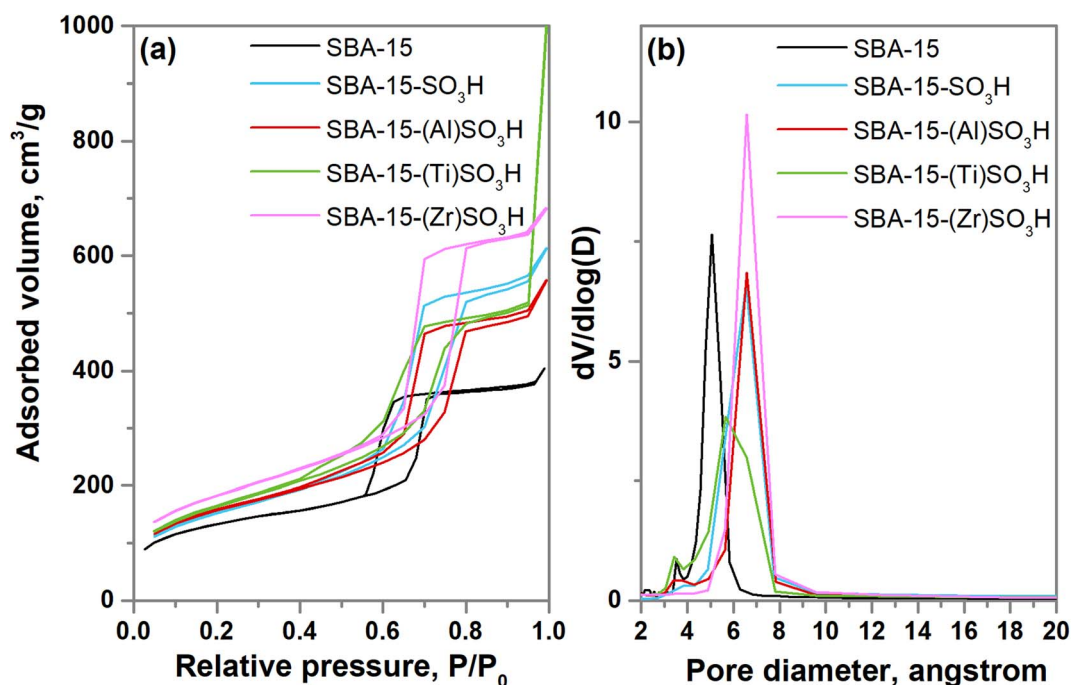 (a)
SBA-15
SBA-15-SO₃H
SBA-15-(Al)SO₃H
SBA-15-(Ti)SO₃H
SBA-15-(Zr)SO₃H
1000
800
600
400
200
0
Adsorbed volume, cm³/g
0.0 0.2 0.4 0.6 0.8 1.0
Relative pressure, P/P₀
(b)
SBA-15
SBA-15-SO₃H
SBA-15-(Al)SO₃H
SBA-15-(Ti)SO₃H
SBA-15-(Zr)SO₃H
10
5
0
dV/dlog(D)
2 4 6 8 10 12 14 16 18 20
Pore diameter, angstrom